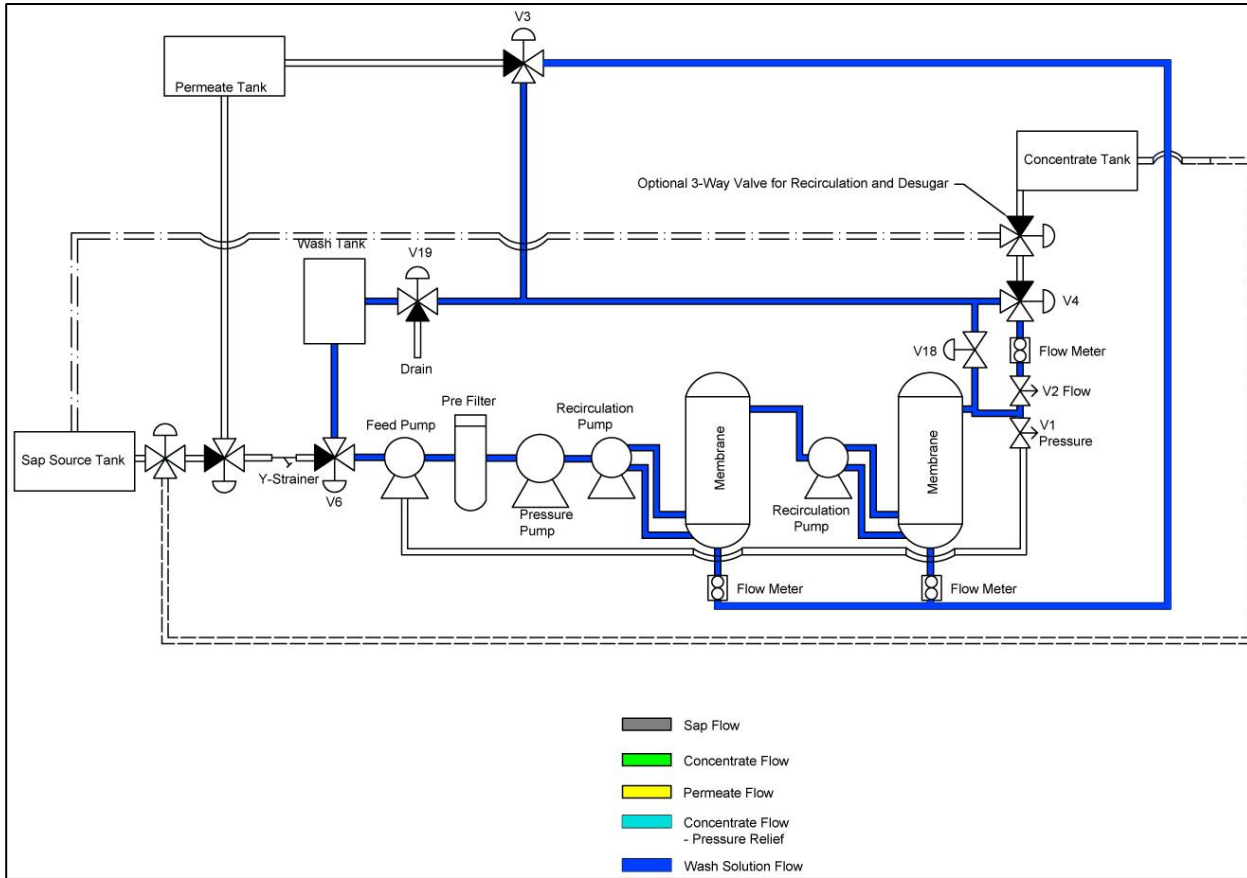 V3
Permeate Tank
Concentrate Tank
Optional 3-Way Valve for Recirculation and Desugar
Wash Tank
V19
V4
Drain
V18
Flow Meter
V2 Flow
V1
Pressure
Pre Filter
Recirculation
Pump
Feed Pump
Sap Source Tank
Y-Strainer
V6
Pressure
Pump
Membrane
Recirculation
Pump
Membrane
Flow Meter
Flow Meter
Sap Flow
Concentrate Flow
Permeate Flow
Concentrate Flow
- Pressure Relief
Wash Solution Flow